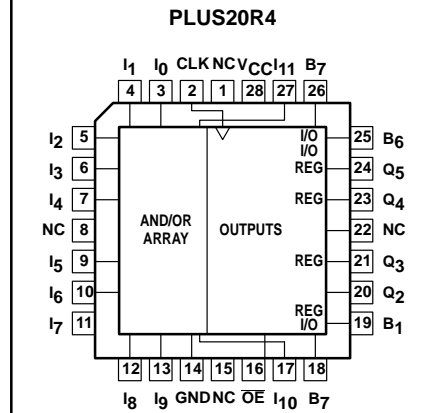 PLUS20R4
I1 I0 CLK NC VCC I11 B7
4 3 2 1 28 27 26
I2 5 I/O 25 B6
I/O
I3 6 REG 24 Q5
I4 7 REG 23 Q4
NC 8 AND/OR ARRAY OUTPUTS 22 NC
I5 9 REG 21 Q3
I6 10 20 Q2
REG
I7 11 I/O 19 B1
12 13 14 15 16 17 18
I8 I9 GND NC OE I10 B7